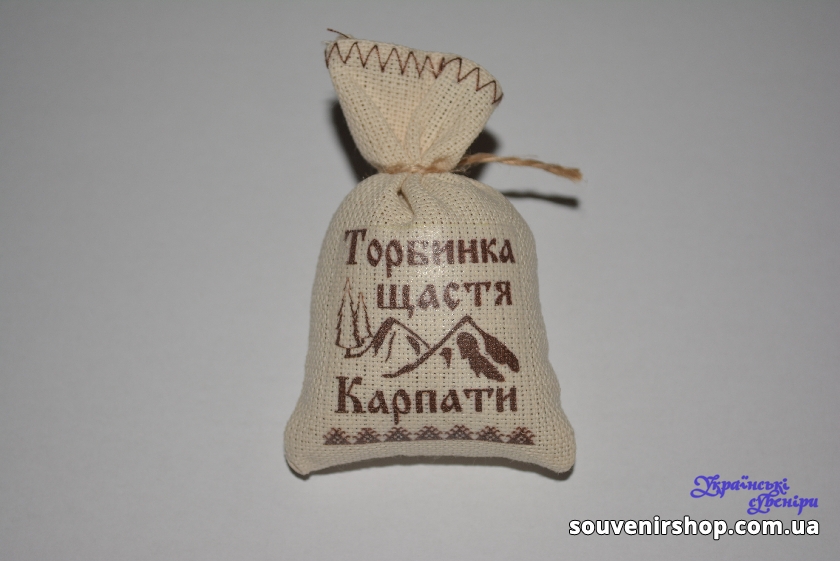 Торбинка
щастя
Карпати
Українські
сувеніри
souvenirshop.com.ua